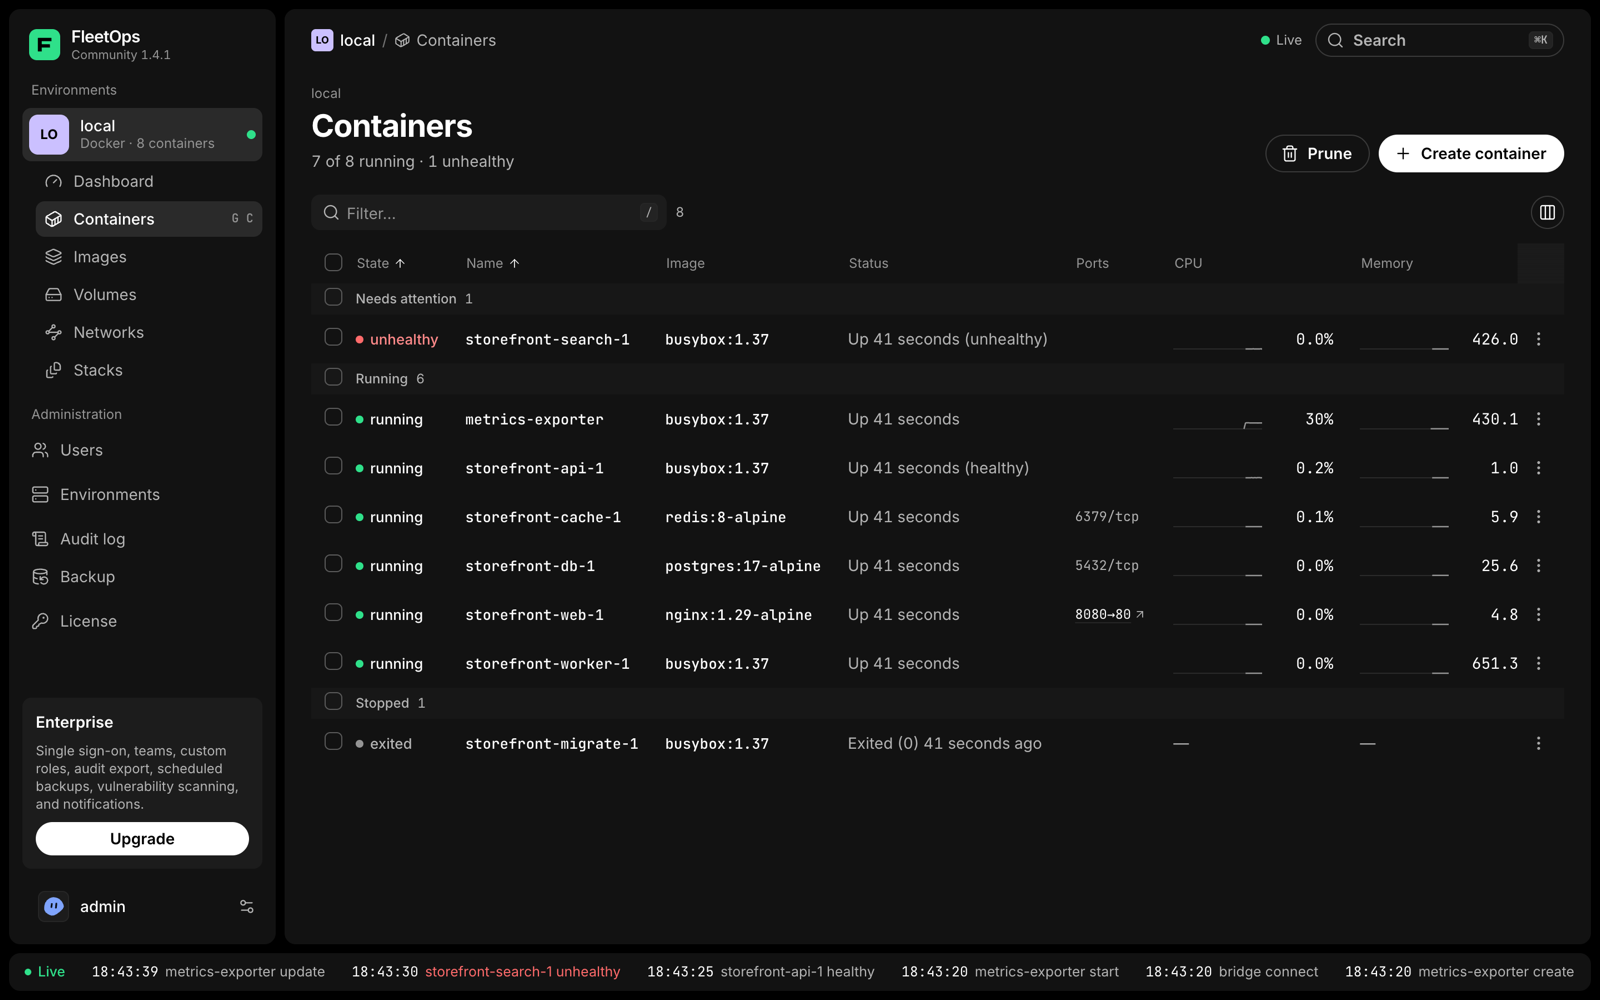 FleetOps
Community 1.4.1
Environments
LO
local
Docker · 8 containers
Dashboard
Containers G C
Images
Volumes
Networks
Stacks
Administration
Users
Environments
Audit log
Backup
License
Enterprise
Single sign-on, teams, custom
roles, audit export, scheduled
backups, vulnerability scanning,
and notifications.
Upgrade
admin
LO local / Containers
Live
Search ⌘K
local
Containers
7 of 8 running · 1 unhealthy
Prune
Create container
Filter... / 8
State ↑ Name ↑ Image Status Ports CPU Memory
Needs attention 1
unhealthy storefront-search-1 busybox:1.37 Up 41 seconds (unhealthy) 0.0% 426.0
Running 6
running metrics-exporter busybox:1.37 Up 41 seconds 30% 430.1
running storefront-api-1 busybox:1.37 Up 41 seconds (healthy) 0.2% 1.0
running storefront-cache-1 redis:8-alpine Up 41 seconds 6379/tcp 0.1% 5.9
running storefront-db-1 postgres:17-alpine Up 41 seconds 5432/tcp 0.0% 25.6
running storefront-web-1 nginx:1.29-alpine Up 41 seconds 8080→80 ↗ 0.0% 4.8
running storefront-worker-1 busybox:1.37 Up 41 seconds 0.0% 651.3
Stopped 1
exited storefront-migrate-1 busybox:1.37 Exited (0) 41 seconds ago — —
Live 18:43:39 metrics-exporter update 18:43:30 storefront-search-1 unhealthy 18:43:25 storefront-api-1 healthy 18:43:20 metrics-exporter start 18:43:20 bridge connect 18:43:20 metrics-exporter create